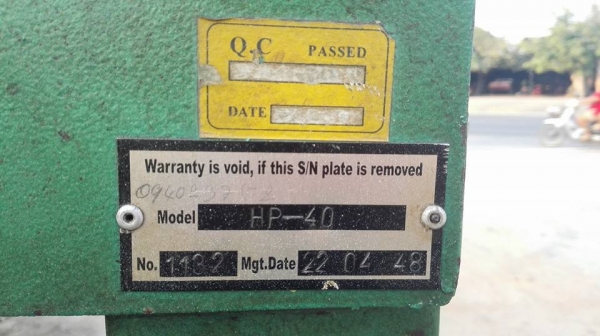 Q.C PASSED
DATE
Warranty is void, if this S/N plate is removed
Model HP-40
No. 1182 Mgt.Date 22 04 48